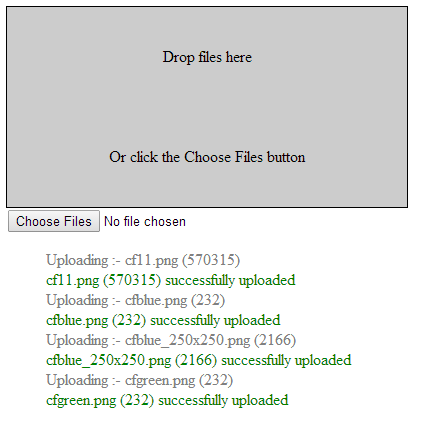 Drop files here
Or click the Choose Files button
Choose Files No file chosen
Uploading :- cf11.png (570315)
cf11.png (570315) successfully uploaded
Uploading :- cfblue.png (232)
cfblue.png (232) successfully uploaded
Uploading :- cfblue_250x250.png (2166)
cfblue_250x250.png (2166) successfully uploaded
Uploading :- cfgreen.png (232)
cfgreen.png (232) successfully uploaded